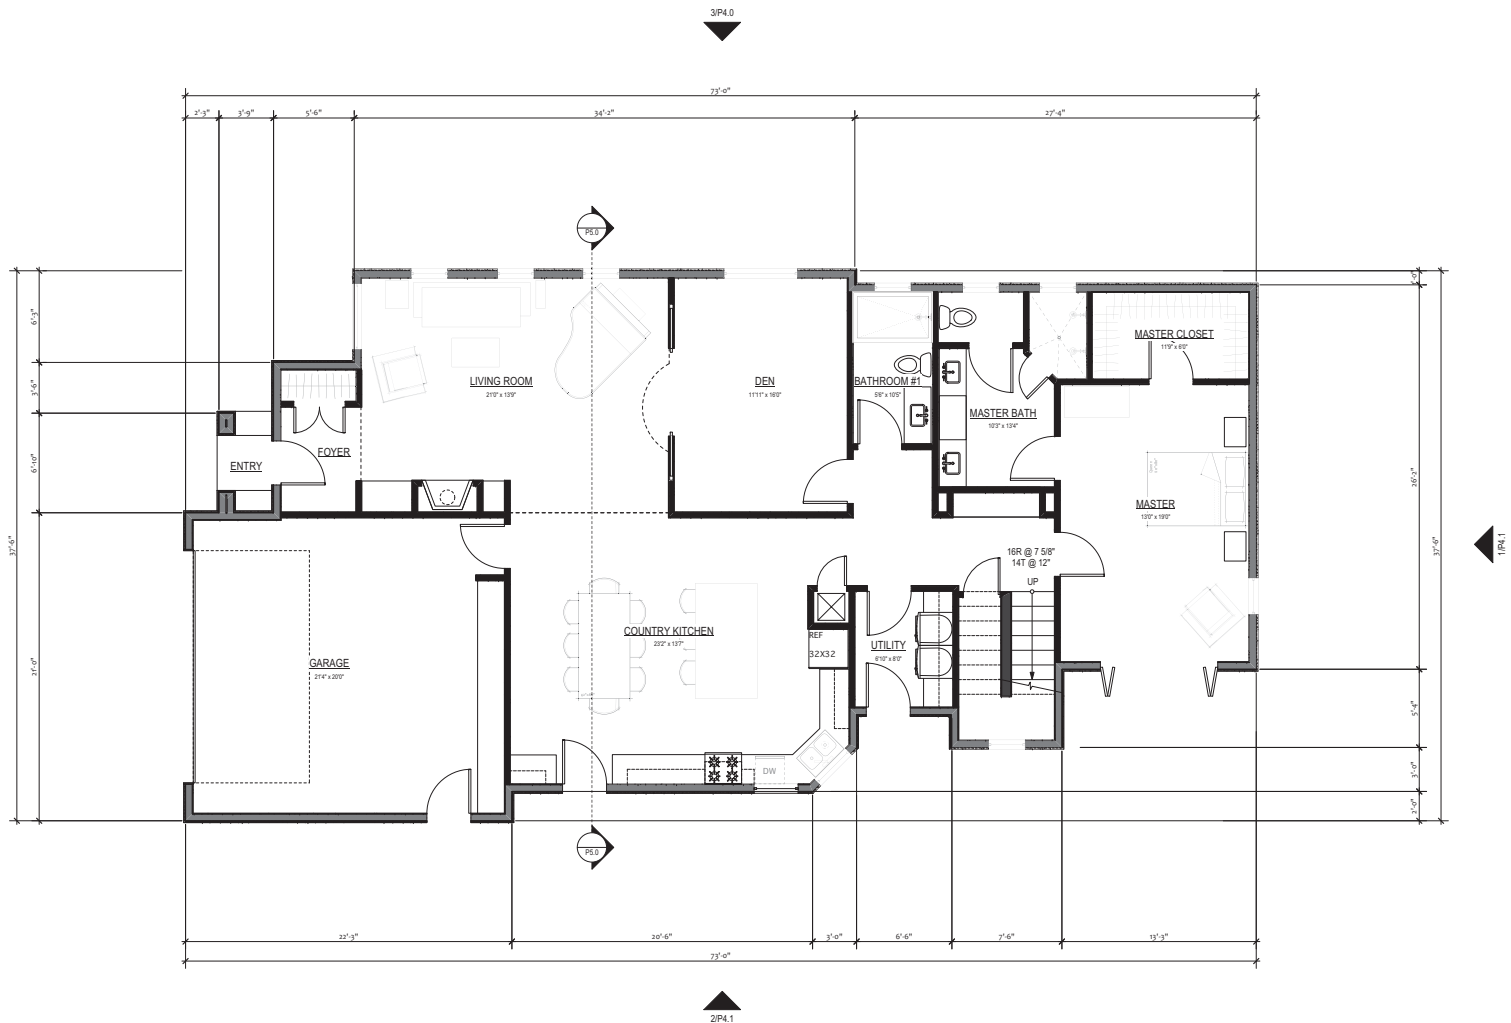 3/P4.0
73'-0"
2'-3"
3'-9"
5'-6"
34'-2"
27'-4"
P5.0
6'-3"
3'-6"
6'-10"
21'-0"
37'-6"
LIVING ROOM
21'0" x 13'9"
DEN
11'11" x 16'0"
BATHROOM #1
5'6" x 10'5"
MASTER CLOSET
11'9" x 6'0"
MASTER BATH
10'3" x 13'4"
FOYER
ENTRY
MASTER
13'0" x 19'0"
16R @ 7 5/8"
14T @ 12"
UP
COUNTRY KITCHEN
23'2" x 13'7"
REF
32X32
UTILITY
6'10" x 8'0"
GARAGE
21'4" x 20'0"
DW
26'-2"
37'-6"
5'-4"
3'-0"
2'-0"
1/P4.1
P5.0
22'-3"
20'-6"
3'-0"
6'-6"
7'-6"
13'-3"
73'-0"
2/P4.1